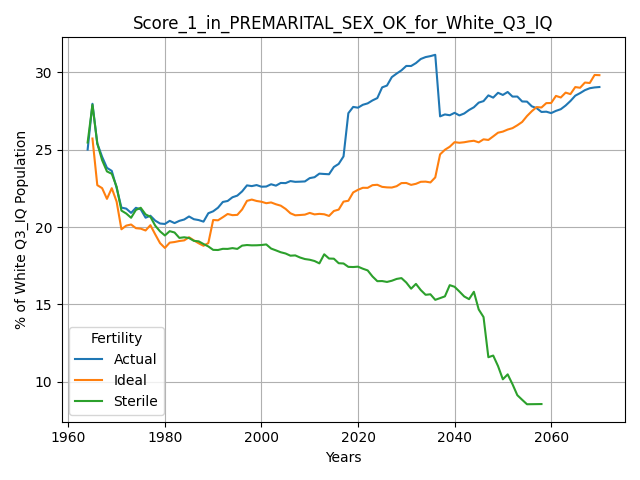 Score_1_in_PREMARITAL_SEX_OK_for_White_Q3_IQ
% of White Q3_IQ Population
30
25
20
15
10
Fertility
Actual
Ideal
Sterile
1960 1980 2000 2020 2040 2060
Years